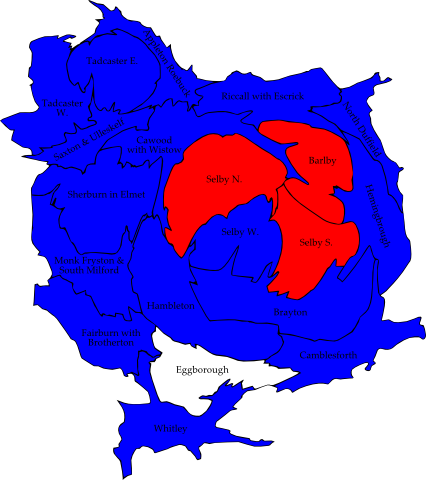 Tadcaster E.
Appleton Roebuck
Tadcaster
W.
Riccall with Escrick
North Duffield
Saxton & Ulleskelf
Cawood
with Wistow
Barlby
Selby N.
Sherburn in Elmet
Hemingbrough
Selby W.
Selby S.
Monk Fryston &
South Milford
Hambleton
Brayton
Fairburn with
Brotherton
Camblesforth
Eggborough
Whitley